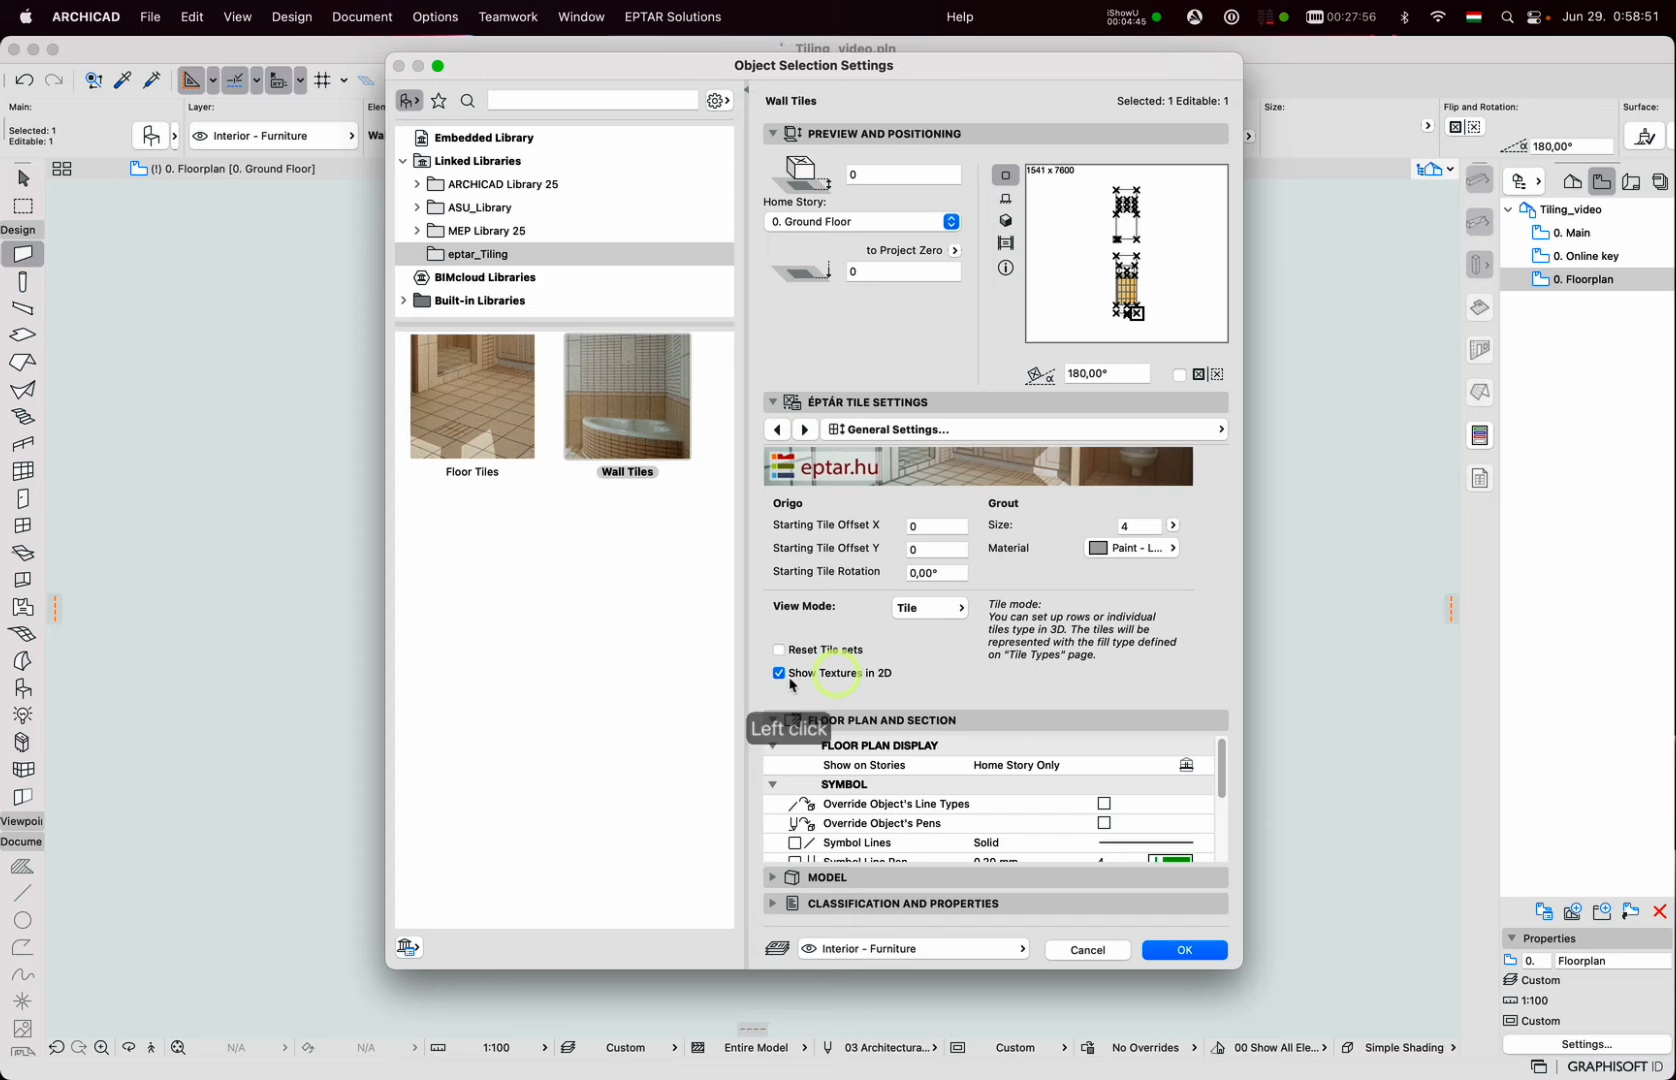 ARCHICAD File Edit View Design Document Options Teamwork Window EPTAR Solutions Help iShowU 00:04:45 00:27:56 Jun 29. 0:58:51
Tiling_video.pln
Object Selection Settings
Main:
Selected: 1
Editable: 1
Layer:
Interior - Furniture
Size:
Flip and Rotation:
180,00°
Surface:
(!) 0. Floorplan [0. Ground Floor]
Design
Viewpoi
Docume
Embedded Library
Linked Libraries
ARCHICAD Library 25
ASU_Library
MEP Library 25
eptar_Tiling
BIMcloud Libraries
Built-in Libraries
Floor Tiles
Wall Tiles
Wall Tiles
Selected: 1 Editable: 1
PREVIEW AND POSITIONING
0
Home Story:
0. Ground Floor
to Project Zero
0
1541 x 7600
180,00°
ÉPTÁR TILE SETTINGS
General Settings...
eptar.hu
Origo
Grout
Starting Tile Offset X 0
Size: 4
Starting Tile Offset Y 0
Material Paint - L...
Starting Tile Rotation 0,00°
View Mode: Tile
Tile mode:
You can set up rows or individual
tiles type in 3D. The tiles will be
represented with the fill type defined
on "Tile Types" page.
Reset Tile sets
Show Textures in 2D
Left click
FLOOR PLAN AND SECTION
FLOOR PLAN DISPLAY
Show on Stories Home Story Only
SYMBOL
Override Object's Line Types
Override Object's Pens
Symbol Lines Solid
Symbol Line Pen 0.20 mm 4
MODEL
CLASSIFICATION AND PROPERTIES
Interior - Furniture
Cancel
OK
Tiling_video
0. Main
0. Online key
0. Floorplan
Properties
0. Floorplan
Custom
1:100
Custom
Settings...
N/A N/A 1:100 Custom Entire Model 03 Architectura... Custom No Overrides 00 Show All Ele... Simple Shading
GRAPHISOFT ID